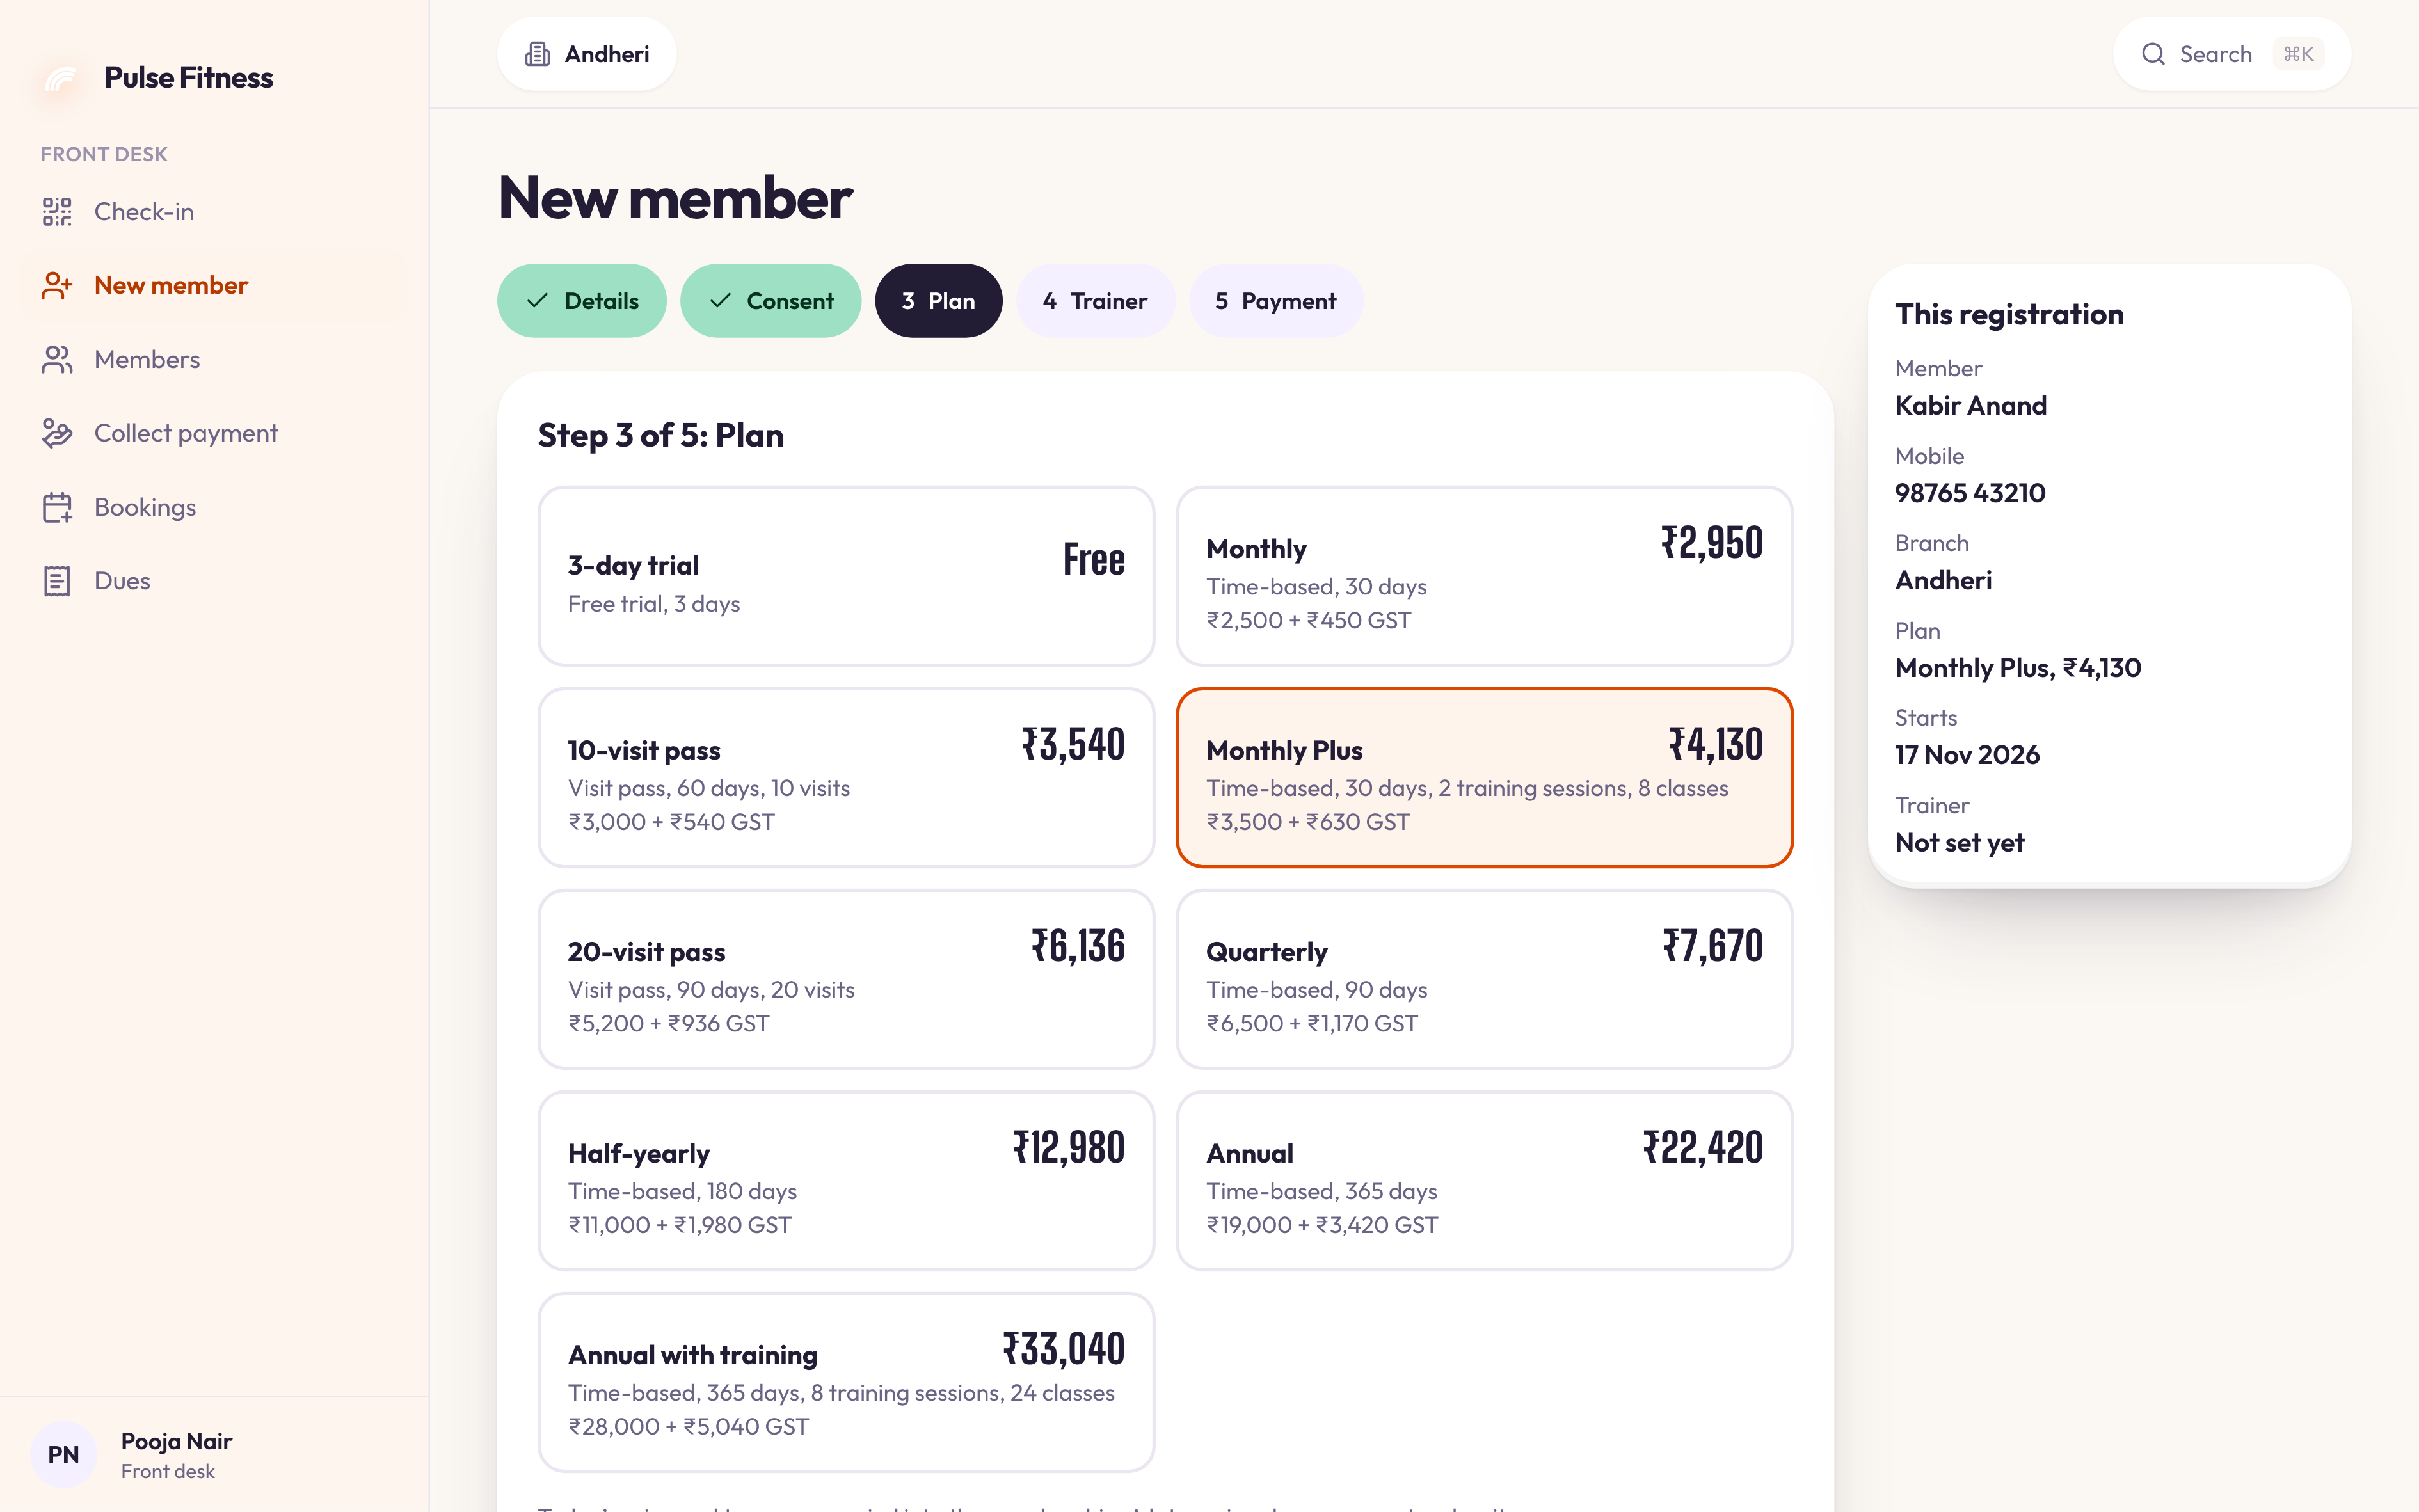 Pulse Fitness
FRONT DESK
Check-in
New member
Members
Collect payment
Bookings
Dues
PN
Pooja Nair
Front desk
Andheri
Search ⌘K
New member
Details
Consent
3 Plan
4 Trainer
5 Payment
Step 3 of 5: Plan
3-day trial
Free
Free trial, 3 days
Monthly
₹2,950
Time-based, 30 days
₹2,500 + ₹450 GST
10-visit pass
₹3,540
Visit pass, 60 days, 10 visits
₹3,000 + ₹540 GST
Monthly Plus
₹4,130
Time-based, 30 days, 2 training sessions, 8 classes
₹3,500 + ₹630 GST
20-visit pass
₹6,136
Visit pass, 90 days, 20 visits
₹5,200 + ₹936 GST
Quarterly
₹7,670
Time-based, 90 days
₹6,500 + ₹1,170 GST
Half-yearly
₹12,980
Time-based, 180 days
₹11,000 + ₹1,980 GST
Annual
₹22,420
Time-based, 365 days
₹19,000 + ₹3,420 GST
Annual with training
₹33,040
Time-based, 365 days, 8 training sessions, 24 classes
₹28,000 + ₹5,040 GST
This registration
Member
Kabir Anand
Mobile
98765 43210
Branch
Andheri
Plan
Monthly Plus, ₹4,130
Starts
17 Nov 2026
Trainer
Not set yet